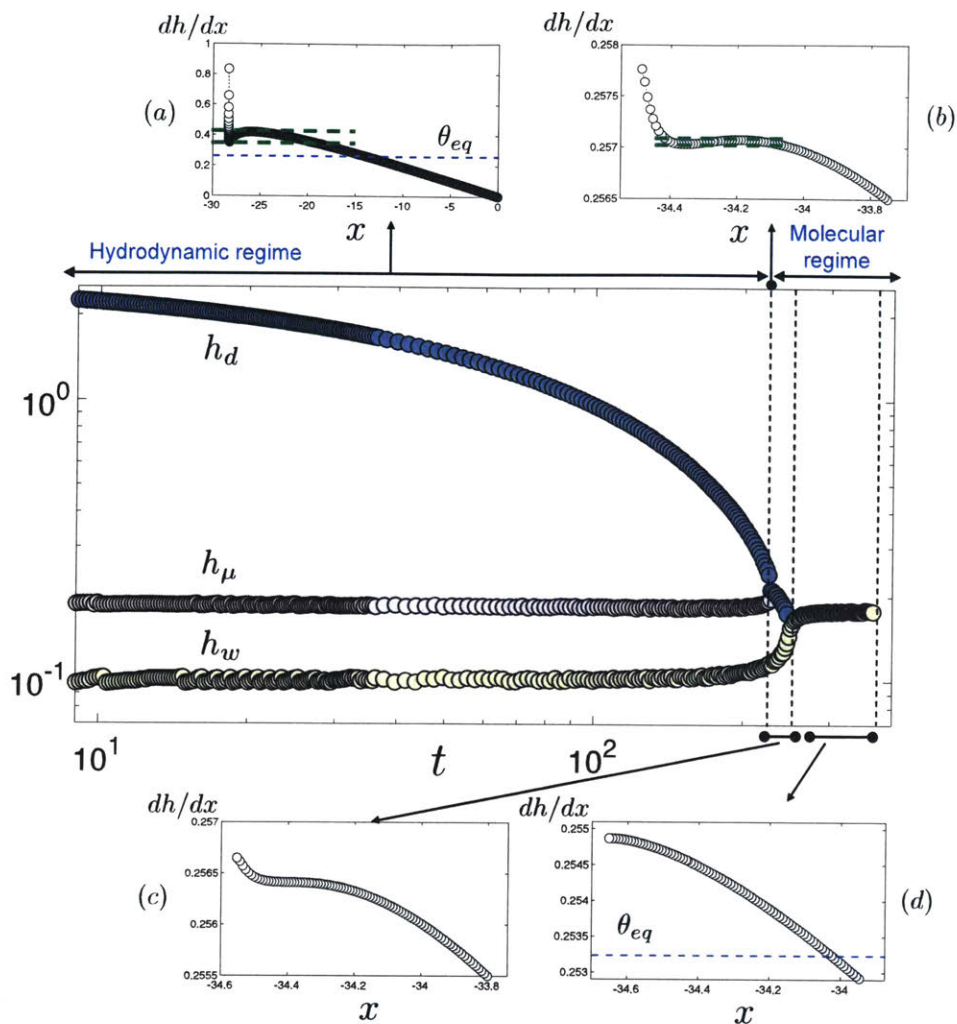 dh/dx
dh/dx
(a)
1
0.8
0.6
0.4
0.2
0
θeq
-30 -25 -20 -15 -10 -5 0
x
(b)
0.258
0.2575
0.257
0.2565
-34.4 -34.2 -34 -33.8
x
Hydrodynamic regime
Molecular
regime
h_d
10^0
h_μ
h_w
10^-1
10^1 t 10^2
dh/dx
dh/dx
(c)
0.257
0.2565
0.256
0.2555
-34.6 -34.4 -34.2 -34 -33.8
x
(d)
0.255
0.2545
0.254
0.2535
0.253
θeq
-34.6 -34.4 -34.2 -34
x